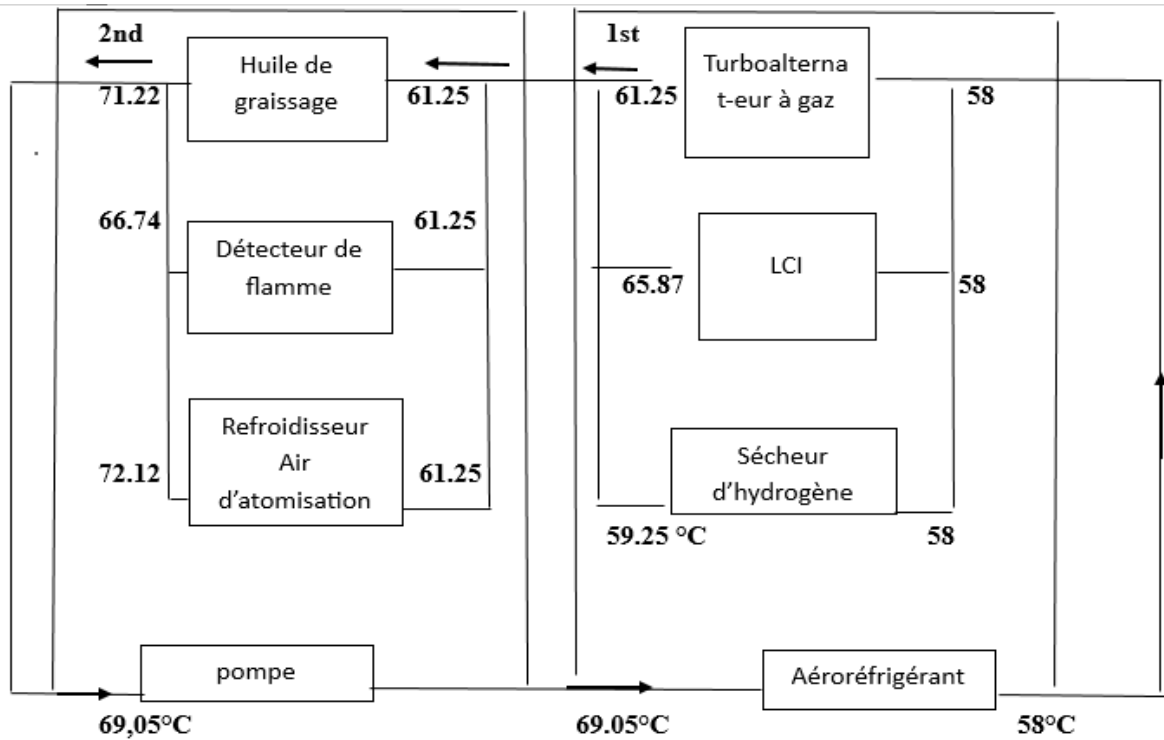 2nd
1st
Huile de
graissage
Turboalterna
t-eur à gaz
71.22
61.25
61.25
58
66.74
61.25
Détecteur de
flamme
LCI
65.87
58
Refroidisseur
Air
d’atomisation
Sécheur
d’hydrogène
72.12
61.25
59.25 °C
58
pompe
Aéroréfrigérant
69,05°C
69.05°C
58°C